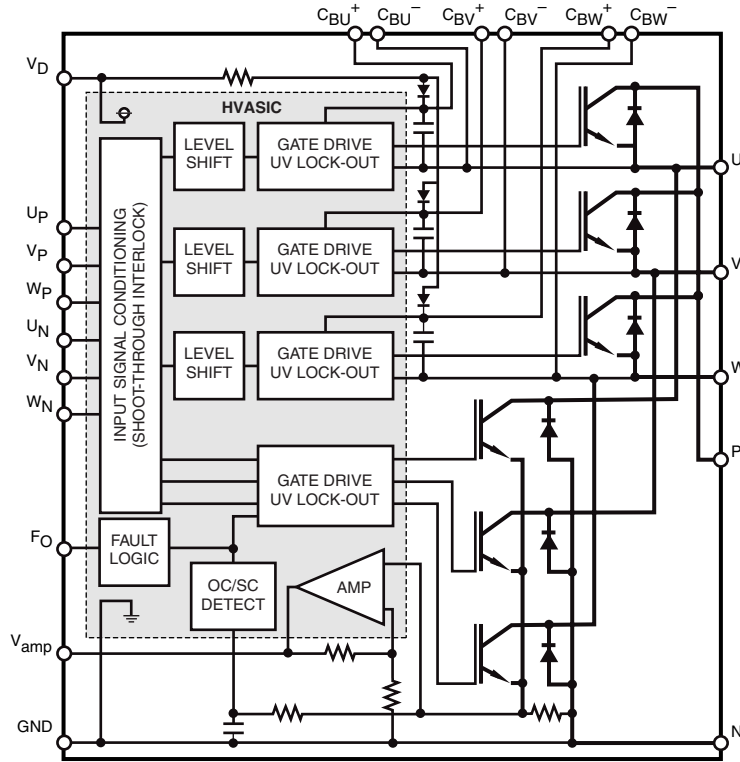 CBU+ CBU− CBV+ CBV− CBW+ CBW−
VD
HVASIC
LEVEL
SHIFT
GATE DRIVE
UV LOCK-OUT
U
UP
VP
WP
UN
VN
WN
INPUT SIGNAL CONDITIONING
(SHOOT-THROUGH INTERLOCK)
LEVEL
SHIFT
GATE DRIVE
UV LOCK-OUT
V
LEVEL
SHIFT
GATE DRIVE
UV LOCK-OUT
W
P
GATE DRIVE
UV LOCK-OUT
FO
FAULT
LOGIC
OC/SC
DETECT
AMP
Vamp
GND
N